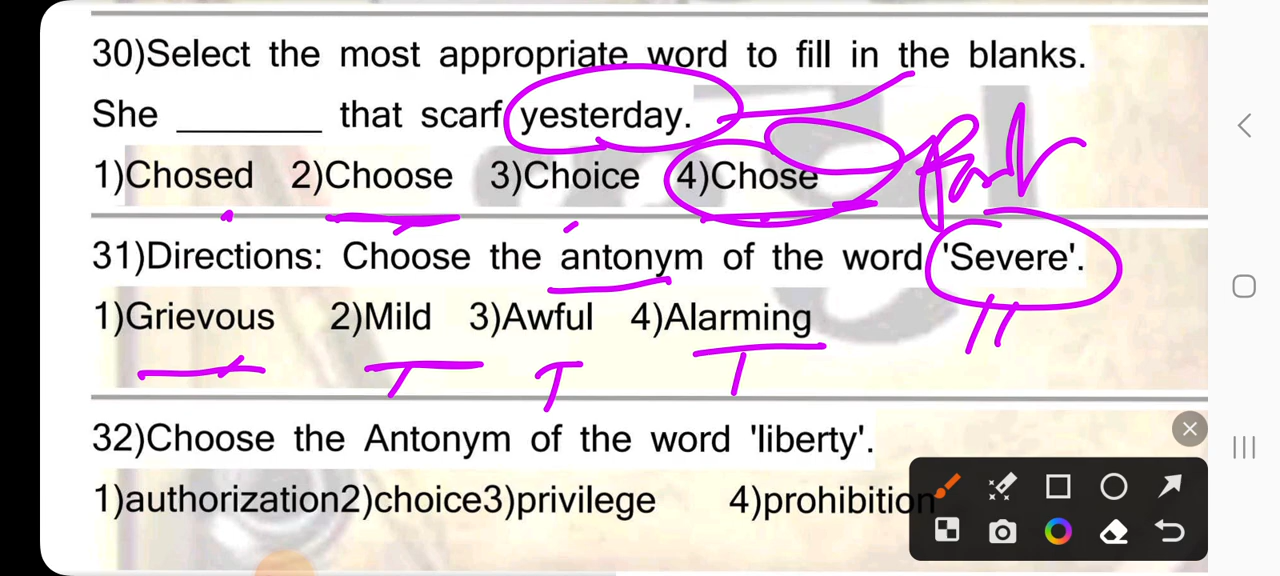 30)Select the most appropriate word to fill in the blanks.
She ________ that scarf yesterday.
1)Chosed 2)Choose 3)Choice 4)Chose
31)Directions: Choose the antonym of the word 'Severe'.
1)Grievous 2)Mild 3)Awful 4)Alarming
32)Choose the Antonym of the word 'liberty'.
1)authorization2)choice3)privilege 4)prohibition